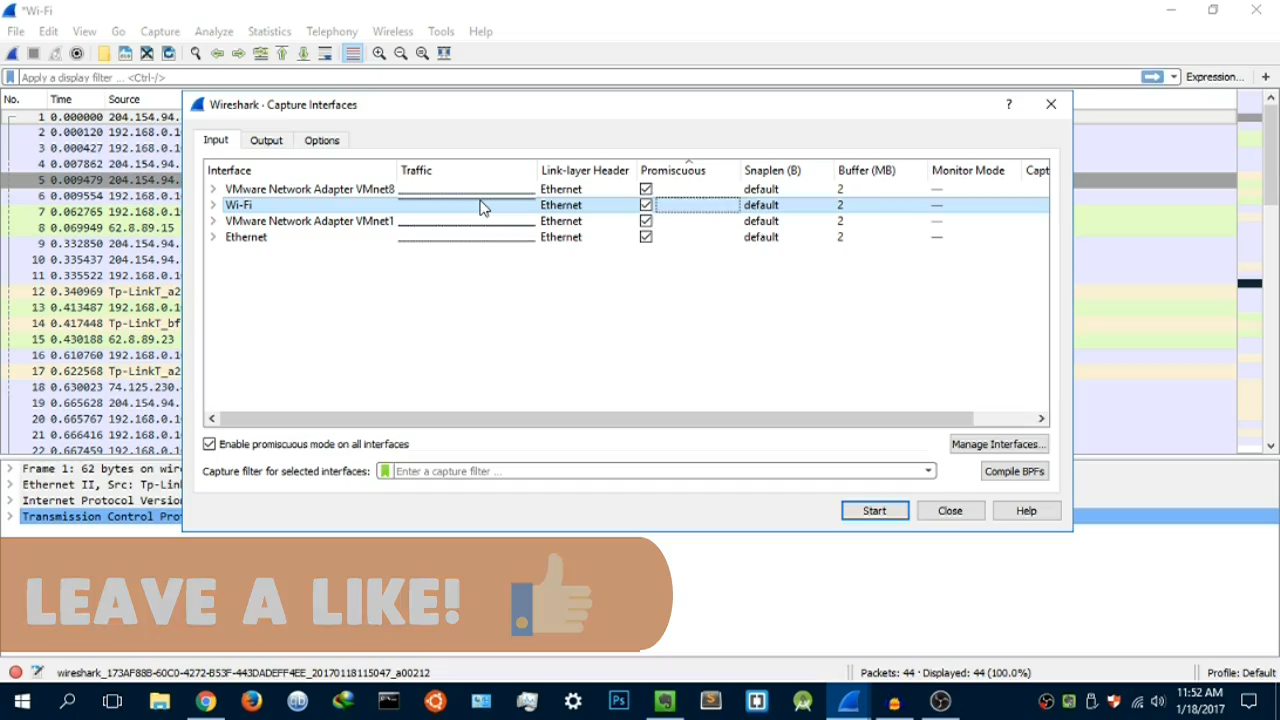 *Wi-Fi
File Edit View Go Capture Analyze Statistics Telephony Wireless Tools Help
Apply a display filter ... <Ctrl-/>
Expression... +
No. Time Source
1 0.000000 204.154.94.
2 0.000120 192.168.0.1
3 0.000427 192.168.0.1
4 0.007862 204.154.94.
5 0.009479 204.154.94.
6 0.009554 192.168.0.1
7 0.062765 192.168.0.1
8 0.069949 62.8.89.15
9 0.332850 204.154.94.
10 0.335437 204.154.94.
11 0.335522 192.168.0.1
12 0.340969 Tp-LinkT_a2
13 0.413487 192.168.0.1
14 0.417448 Tp-LinkT_bf
15 0.430188 62.8.89.23
16 0.610760 192.168.0.1
17 0.622568 Tp-LinkT_a2
18 0.630023 74.125.230.
19 0.665628 204.154.94.
20 0.665767 192.168.0.1
21 0.666416 192.168.0.1
22 0.667459 192.168.0.1
Wireshark · Capture Interfaces
?
Input Output Options
Interface Traffic Link-layer Header Promiscuous Snaplen (B) Buffer (MB) Monitor Mode Capt
VMware Network Adapter VMnet8 Ethernet default 2 —
Wi-Fi Ethernet default 2 —
VMware Network Adapter VMnet1 Ethernet default 2 —
Ethernet Ethernet default 2 —
Enable promiscuous mode on all interfaces
Manage Interfaces...
Capture filter for selected interfaces: Enter a capture filter ...
Compile BPFs
Start Close Help
Frame 1: 62 bytes on wire
Ethernet II, Src: Tp-Link
Internet Protocol Version
Transmission Control Pro
LEAVE A LIKE!
wireshark_173AF88B-60C0-4272-B53F-443DADEFF4EE_20170118115047_a00212
Packets: 44 · Displayed: 44 (100.0%)
Profile: Default
Ps
11:52 AM
1/18/2017